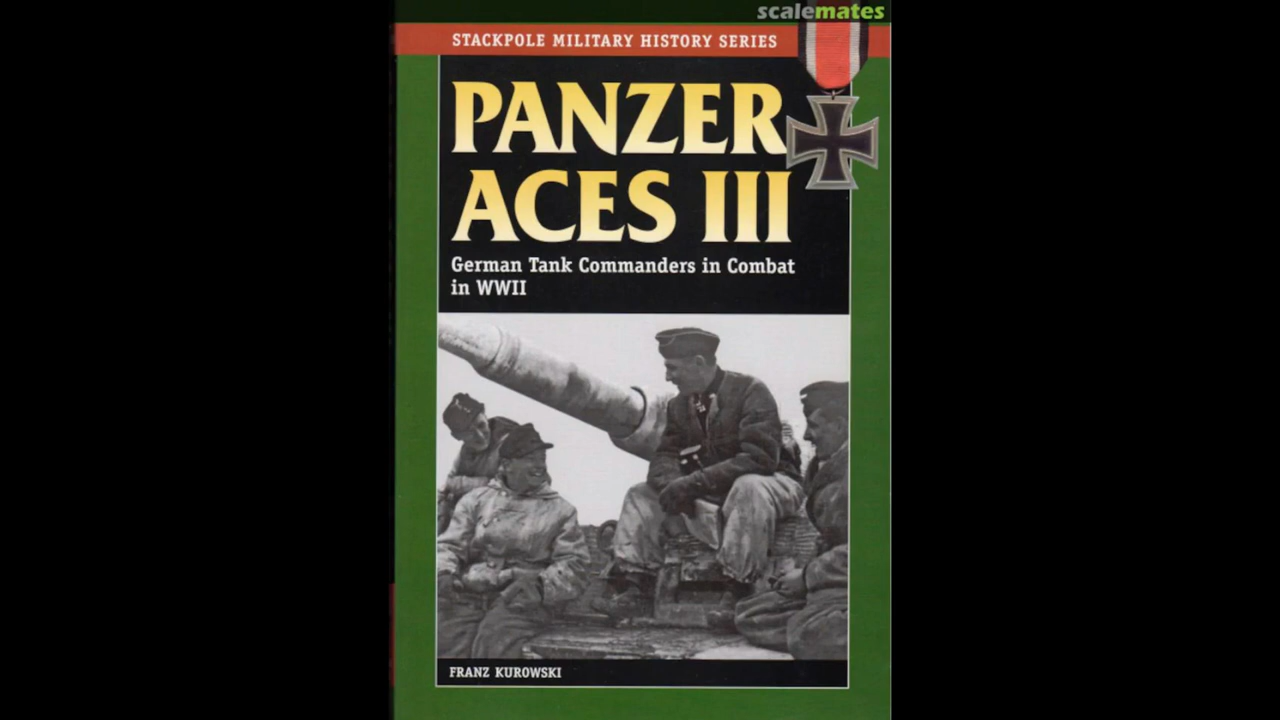 scalemates
STACKPOLE MILITARY HISTORY SERIES
PANZER
ACES III
German Tank Commanders in Combat
in WWII
FRANZ KUROWSKI